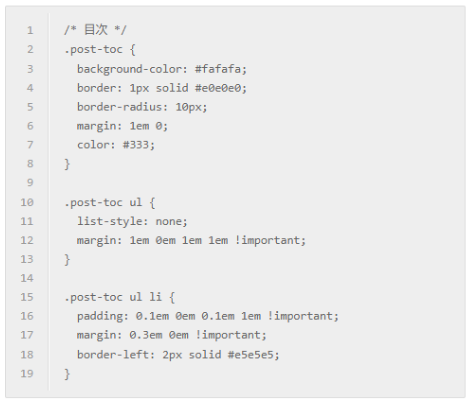 1 /* 目次 */
2 .post-toc {
3   background-color: #fafafa;
4   border: 1px solid #e0e0e0;
5   border-radius: 10px;
6   margin: 1em 0;
7   color: #333;
8 }
9
10 .post-toc ul {
11   list-style: none;
12   margin: 1em 0em 1em 1em !important;
13 }
14
15 .post-toc ul li {
16   padding: 0.1em 0em 0.1em 1em !important;
17   margin: 0.3em 0em !important;
18   border-left: 2px solid #e5e5e5;
19 }